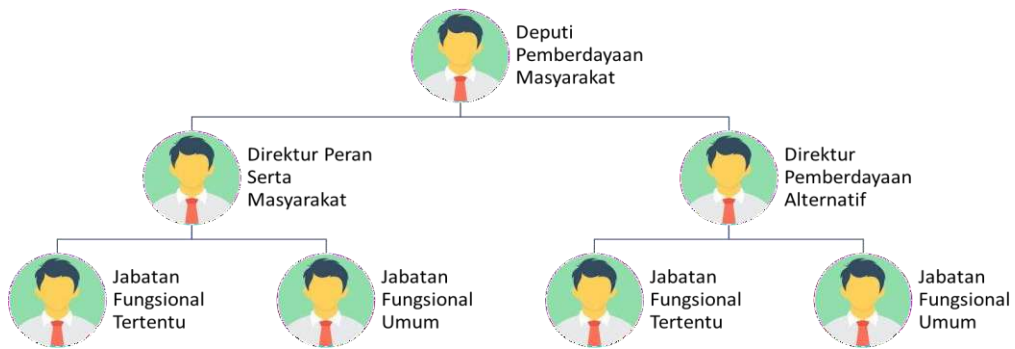 Deputi
Pemberdayaan
Masyarakat
Direktur Peran
Serta
Masyarakat
Direktur
Pemberdayaan
Alternatif
Jabatan
Fungsional
Tertentu
Jabatan
Fungsional
Umum
Jabatan
Fungsional
Tertentu
Jabatan
Fungsional
Umum